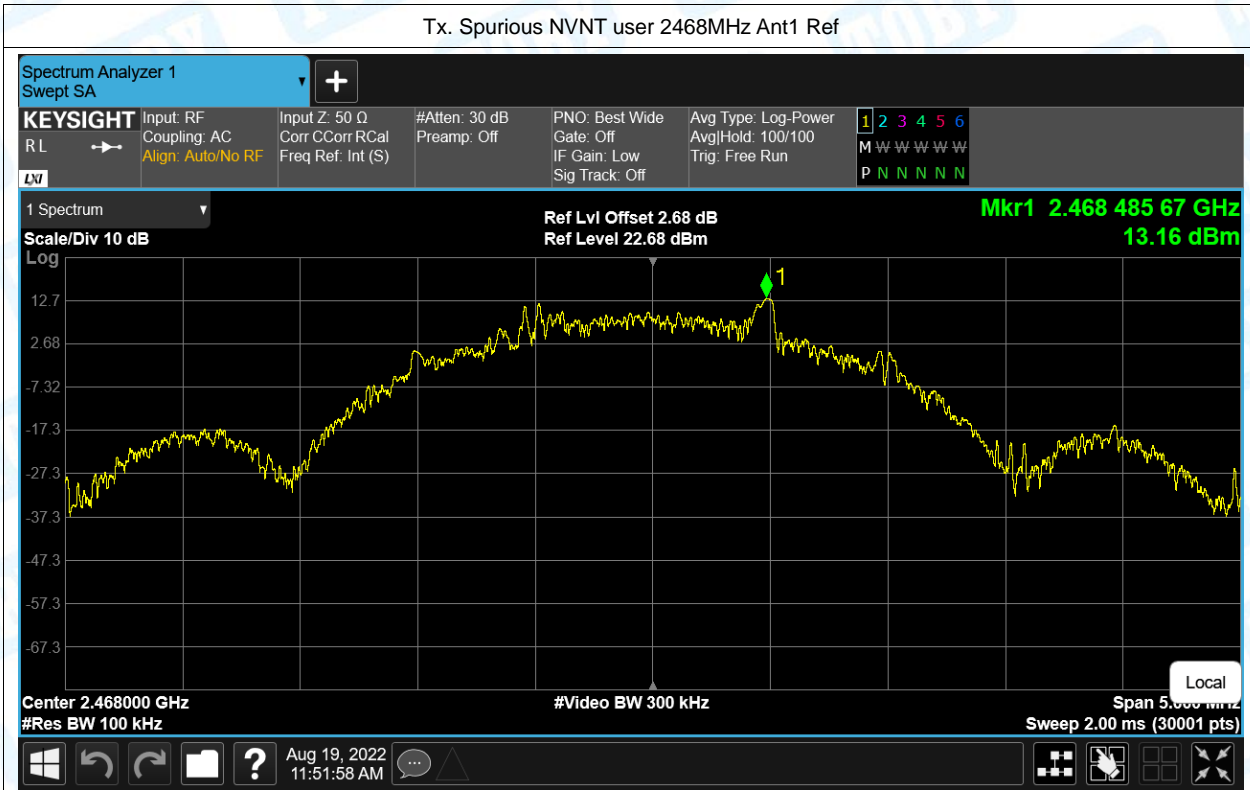 Tx. Spurious NVNT user 2468MHz Ant1 Ref
Spectrum Analyzer 1
Swept SA
+
KEYSIGHT
R L
LXI
Input: RF
Coupling: AC
Align: Auto/No RF
Input Z: 50 Ω
Corr CCorr RCal
Freq Ref: Int (S)
#Atten: 30 dB
Preamp: Off
PNO: Best Wide
Gate: Off
IF Gain: Low
Sig Track: Off
Avg Type: Log-Power
Avg|Hold: 100/100
Trig: Free Run
1 2 3 4 5 6
M W W W W W
P N N N N N
1 Spectrum
Scale/Div 10 dB
Log
Ref Lvl Offset 2.68 dB
Ref Level 22.68 dBm
Mkr1 2.468 485 67 GHz
13.16 dBm
1
12.7
2.68
-7.32
-17.3
-27.3
-37.3
-47.3
-57.3
-67.3
Local
Center 2.468000 GHz
#Video BW 300 kHz
Span
#Res BW 100 kHz
Sweep 2.00 ms (30001 pts)
?
Aug 19, 2022
11:51:58 AM